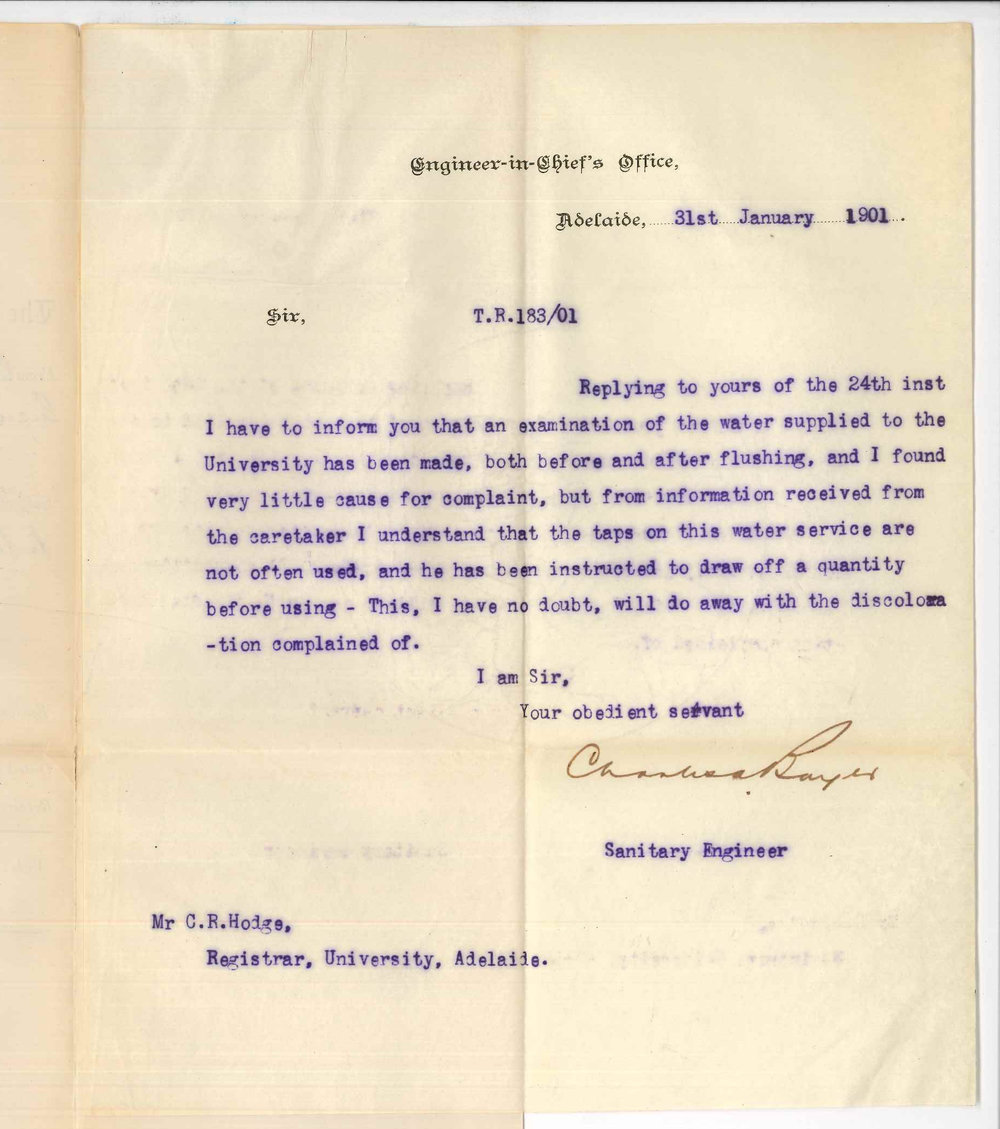 Engineer-in-Chief's Office,
Adelaide, 31st January 1901.
Sir, T.R.183/01
Replying to yours of the 24th inst
I have to inform you that an examination of the water supplied to the
University has been made, both before and after flushing, and I found
very little cause for complaint, but from information received from
the caretaker I understand that the taps on this water service are
not often used, and he has been instructed to draw off a quantity
before using - This, I have no doubt, will do away with the discolora
-tion complained of.
I am Sir,
Your obedient servant
Sanitary Engineer
Mr C.R.Hodge,
Registrar, University, Adelaide.